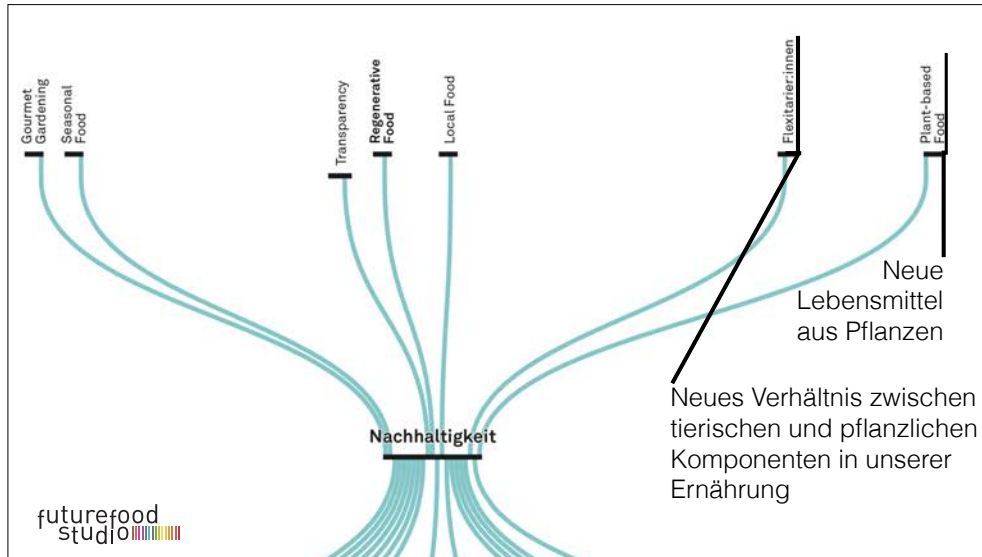 Gourmet
Gardening
Seasonal
Food
Transparency
Regenerative
Food
Local Food
Flexitarier:innen
Plant-based
Food
Neue
Lebensmittel
aus Pflanzen
Neues Verhältnis zwischen
tierischen und pflanzlichen
Komponenten in unserer
Ernährung
Nachhaltigkeit
futurefood
studio